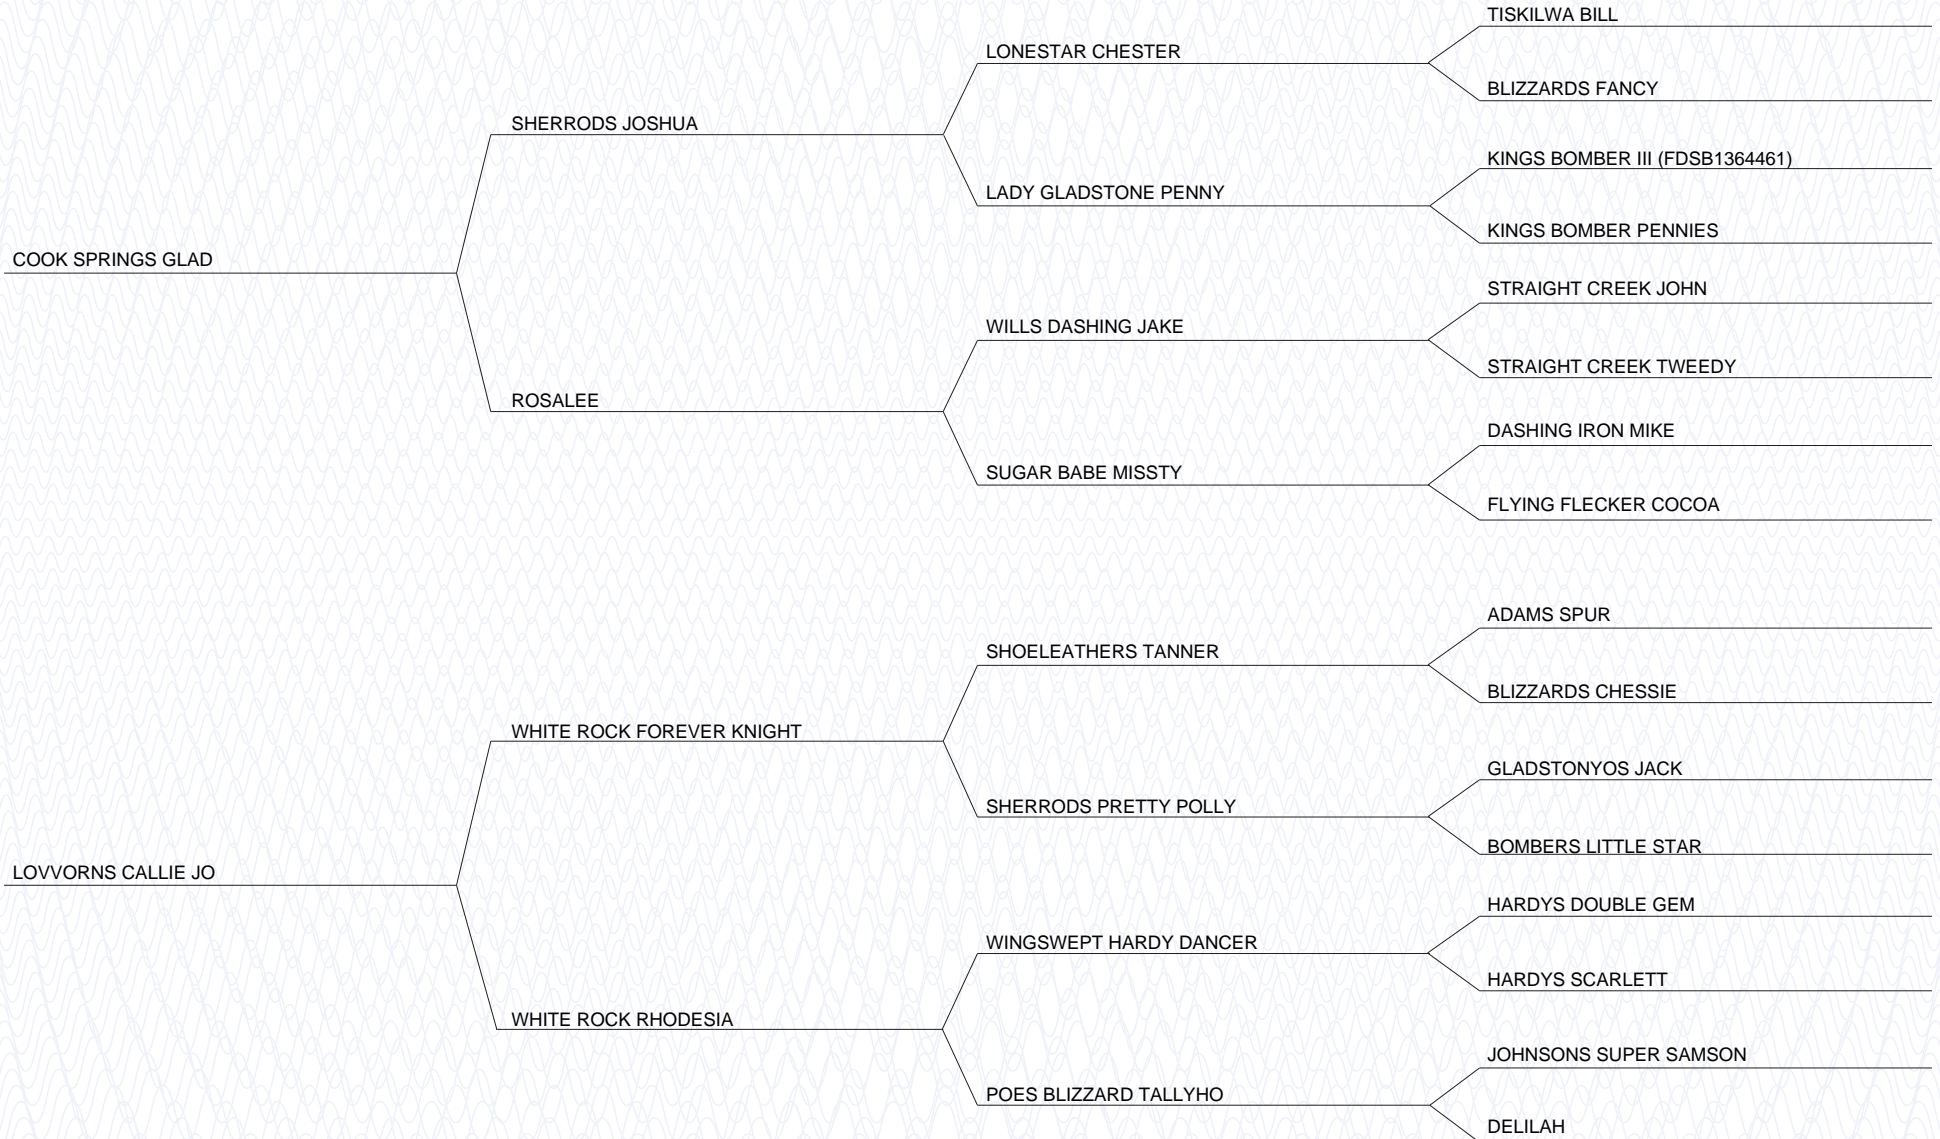 TISKILWA BILL
LONESTAR CHESTER
BLIZZARDS FANCY
SHERRODS JOSHUA
KINGS BOMBER III (FDSB1364461)
LADY GLADSTONE PENNY
KINGS BOMBER PENNIES
COOK SPRINGS GLAD
STRAIGHT CREEK JOHN
WILLS DASHING JAKE
STRAIGHT CREEK TWEEDY
ROSALEE
DASHING IRON MIKE
SUGAR BABE MISSTY
FLYING FLECKER COCOA
ADAMS SPUR
SHOELEATHERS TANNER
BLIZZARDS CHESSIE
WHITE ROCK FOREVER KNIGHT
GLADSTONYOS JACK
SHERRODS PRETTY POLLY
BOMBERS LITTLE STAR
LOVVORNS CALLIE JO
HARDYS DOUBLE GEM
WINGSWEPT HARDY DANCER
HARDYS SCARLETT
WHITE ROCK RHODESIA
JOHNSONS SUPER SAMSON
POES BLIZZARD TALLYHO
DELILAH